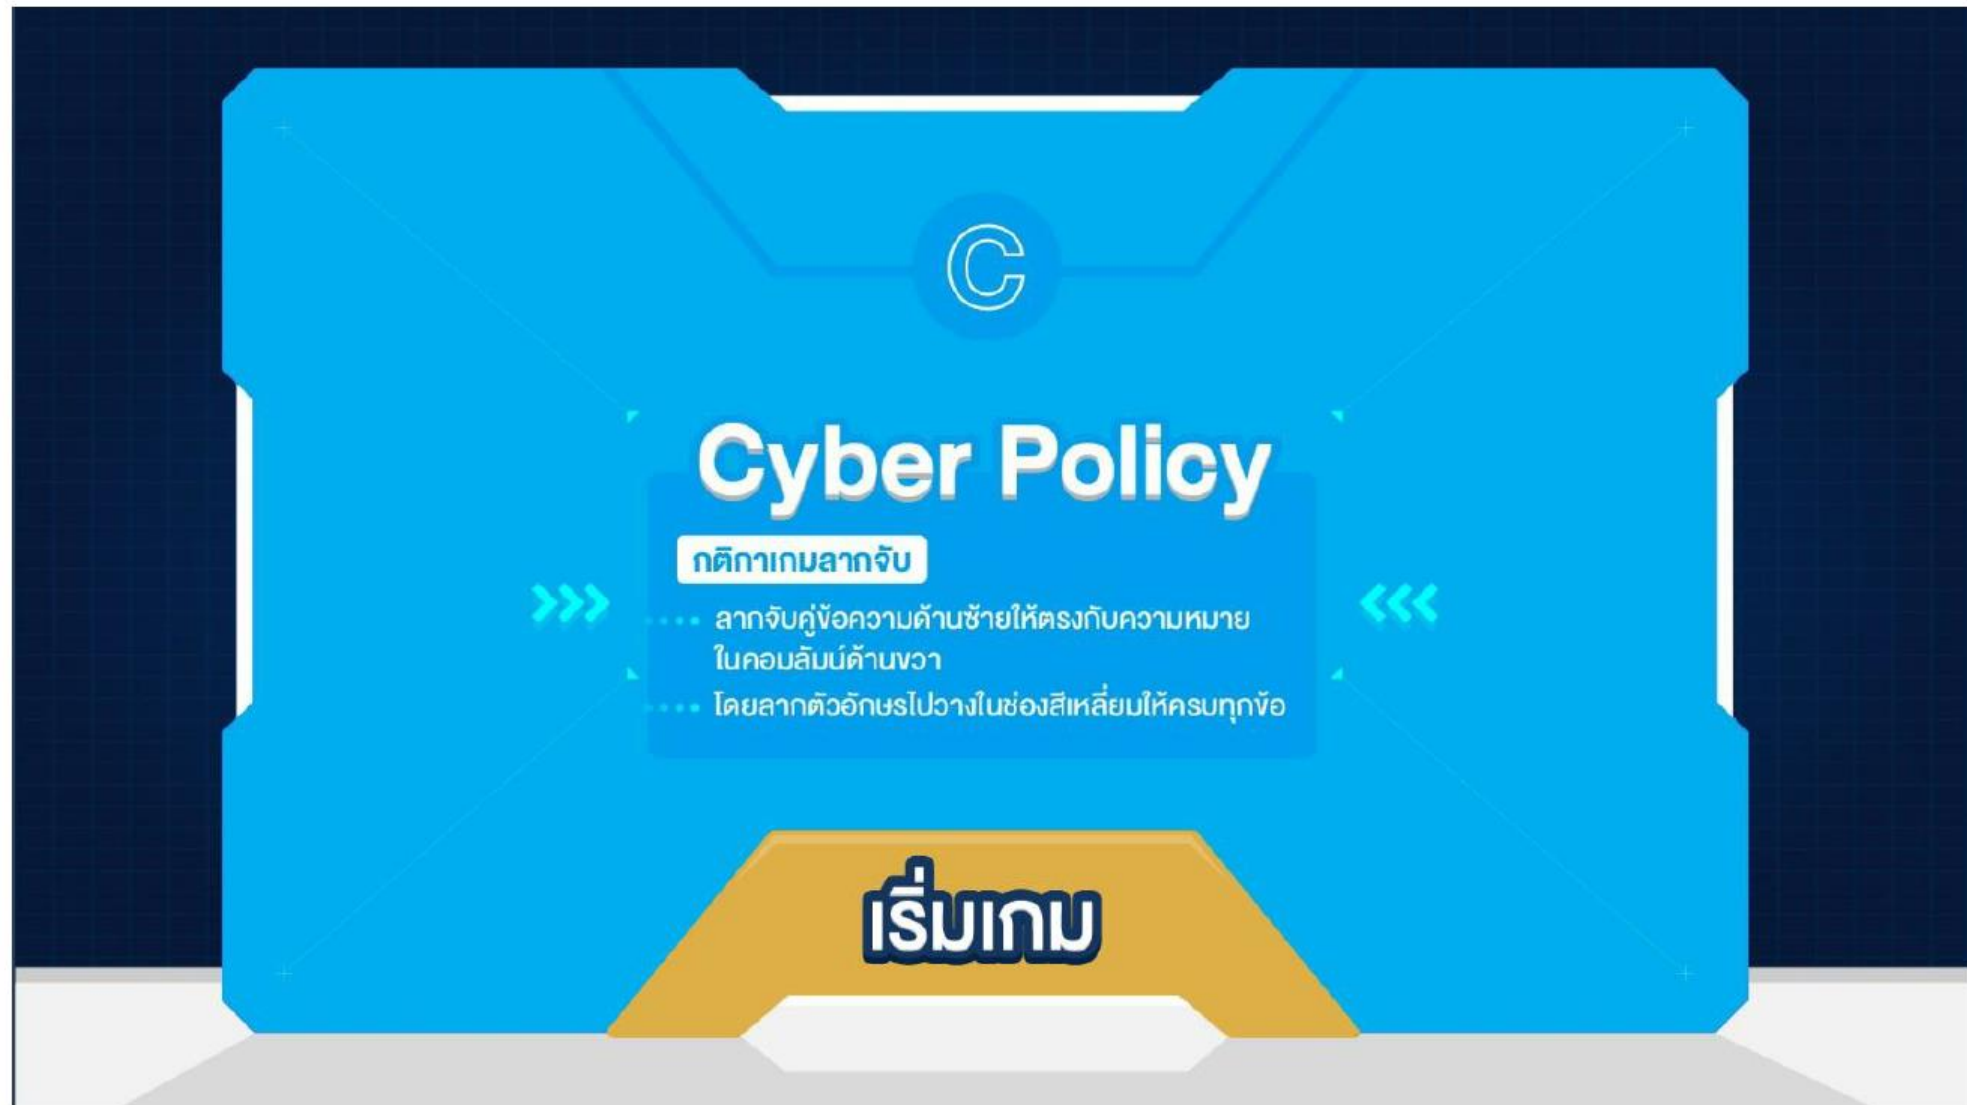 C
Cyber Policy
กติกาเกมลากจับ
ลากจับคู่ข้อความด้านซ้ายให้ตรงกับความหมาย
ในคอมลัมน์ด้านขวา
โดยลากตัวอักษรไปวางในช่องสีเหลี่ยมให้ครบทุกข้อ
เริ่มเกม